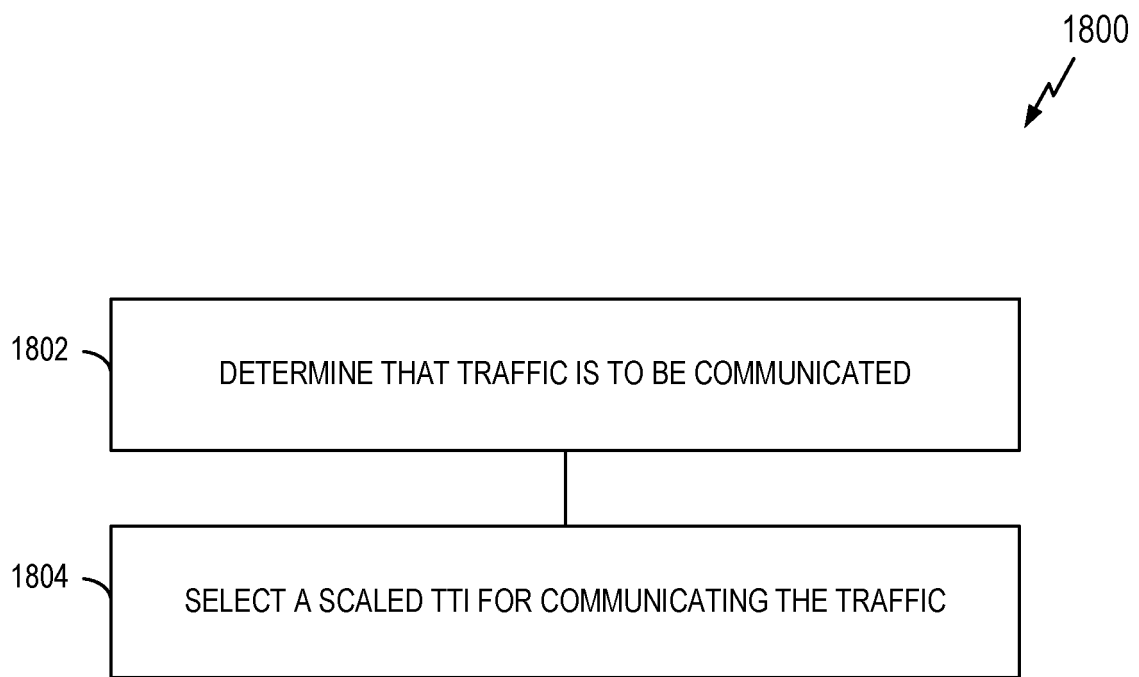 1800
1802
DETERMINE THAT TRAFFIC IS TO BE COMMUNICATED
1804
SELECT A SCALED TTI FOR COMMUNICATING THE TRAFFIC